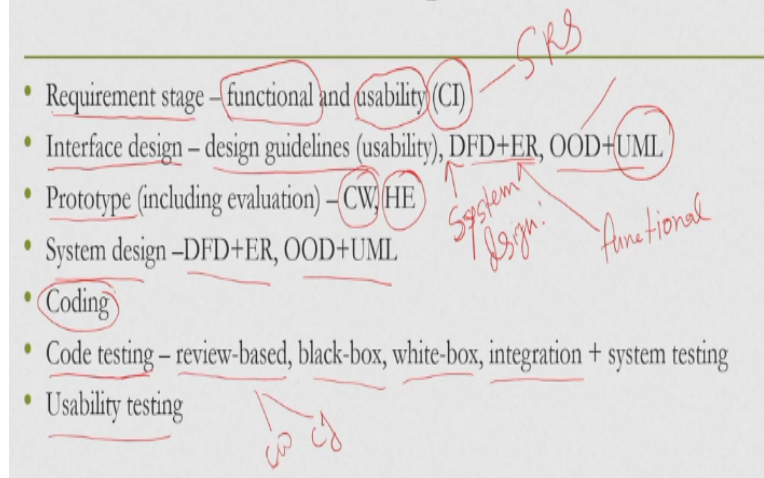 SRS
• Requirement stage – functional and usability (CI)
• Interface design – design guidelines (usability), DFD+ER, OOD+UML
• Prototype (including evaluation) – CW, HE
System design!
functional
• System design –DFD+ER, OOD+UML
• Coding
• Code testing – review-based, black-box, white-box, integration + system testing
• Usability testing
CI